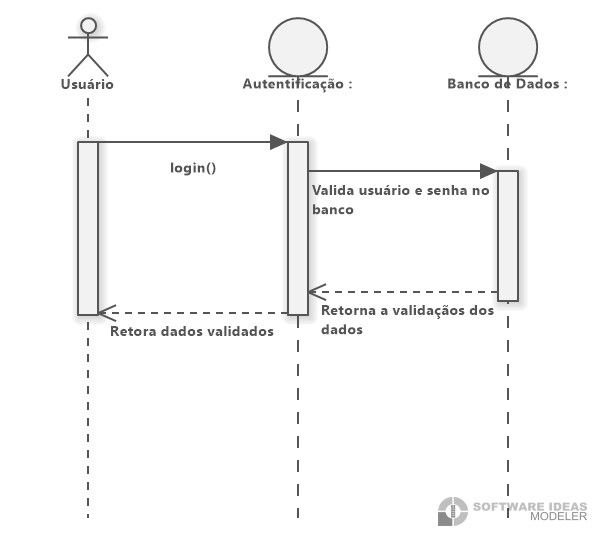 Usuário
Autentificação :
Banco de Dados :
login()
Valida usuário e senha no
banco
Retorna a validaçãos dos
dados
Retora dados validados
SOFTWARE IDEAS
MODELER